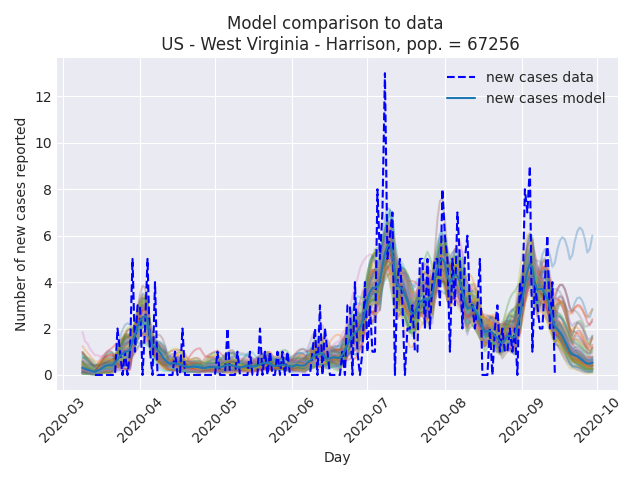 Model comparison to data
US - West Virginia - Harrison, pop. = 67256
new cases data
new cases model
Number of new cases reported
12
10
8
6
4
2
0
2020-03
2020-04
2020-05
2020-06
2020-07
2020-08
2020-09
2020-10
Day